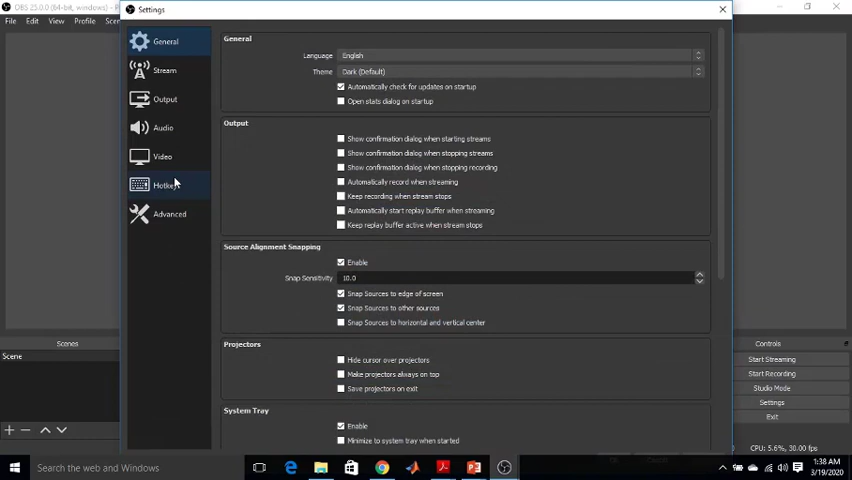 OBS 23.0.0 (64-bit, windows) - P
Settings
File Edit View Profile Scen
General
Stream
Output
Audio
Video
Hotkey
Advanced
General
Language English
Theme Dark (Default)
Automatically check for updates on startup
Open stats dialog on startup
Output
Show confirmation dialog when starting streams
Show confirmation dialog when stopping streams
Show confirmation dialog when stopping recording
Automatically record when streaming
Keep recording when stream stops
Automatically start replay buffer when streaming
Keep replay buffer active when stream stops
Source Alignment Snapping
Enable
Snap Sensitivity 10.0
Snap Sources to edge of screen
Snap Sources to other sources
Snap Sources to horizontal and vertical center
Projectors
Hide cursor over projectors
Make projectors always on top
Save projectors on exit
System Tray
Enable
Minimize to system tray when started
Scenes
Scene
Controls
Start Streaming
Start Recording
Studio Mode
Settings
Exit
CPU: 5.6%, 30.00 fps
Search the web and Windows
1:38 AM
3/19/2020